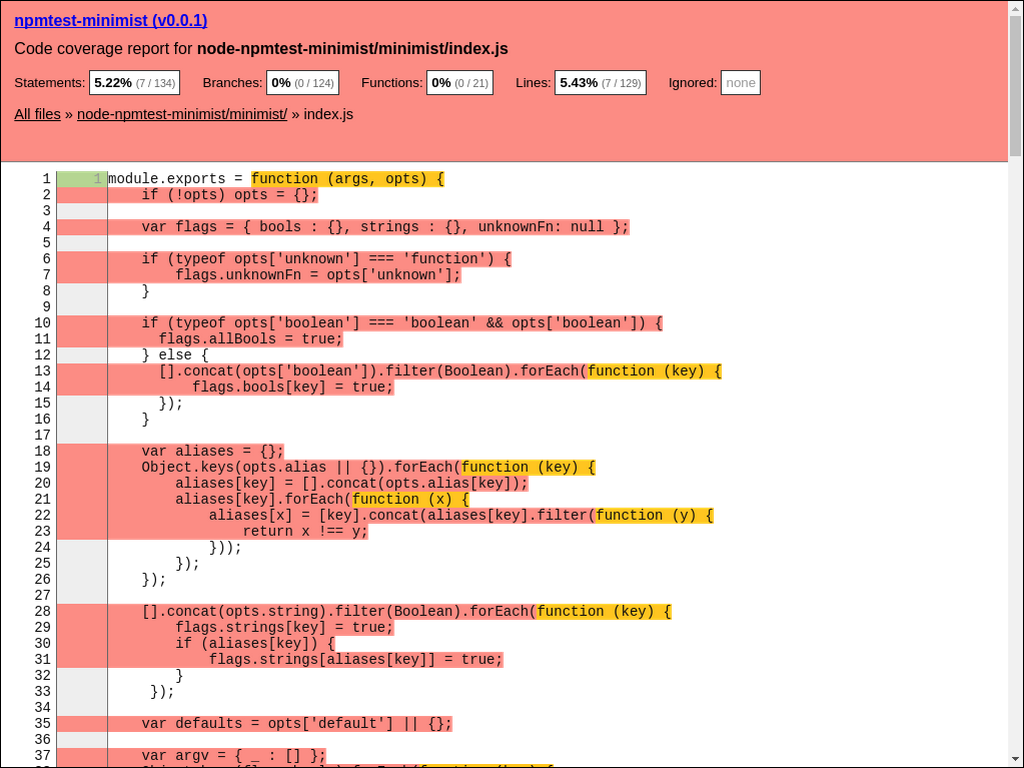 npmtest-minimist (v0.0.1)
Code coverage report for node-npmtest-minimist/minimist/index.js
Statements: 5.22% (7 / 134) Branches: 0% (0 / 124) Functions: 0% (0 / 21) Lines: 5.43% (7 / 129) Ignored: none
All files » node-npmtest-minimist/minimist/ » index.js
1 1 module.exports = function (args, opts) {
2     if (!opts) opts = {};
3
4     var flags = { bools : {}, strings : {}, unknownFn: null };
5
6     if (typeof opts['unknown'] === 'function') {
7         flags.unknownFn = opts['unknown'];
8     }
9
10     if (typeof opts['boolean'] === 'boolean' && opts['boolean']) {
11       flags.allBools = true;
12     } else {
13       [].concat(opts['boolean']).filter(Boolean).forEach(function (key) {
14           flags.bools[key] = true;
15       });
16     }
17
18     var aliases = {};
19     Object.keys(opts.alias || {}).forEach(function (key) {
20         aliases[key] = [].concat(opts.alias[key]);
21         aliases[key].forEach(function (x) {
22             aliases[x] = [key].concat(aliases[key].filter(function (y) {
23                 return x !== y;
24             }));
25         });
26     });
27
28     [].concat(opts.string).filter(Boolean).forEach(function (key) {
29         flags.strings[key] = true;
30         if (aliases[key]) {
31             flags.strings[aliases[key]] = true;
32         }
33      });
34
35     var defaults = opts['default'] || {};
36
37     var argv = { _ : [] };